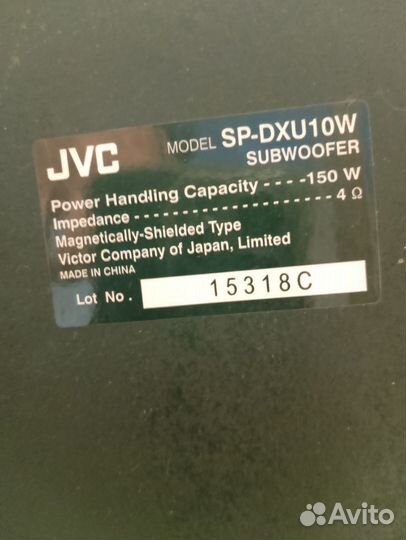 JVC
MODEL SP-DXU10W
SUBWOOFER
Power Handling Capacity - - - -150 W
Impedance - - - - - - - - - - - - - - - - - - - 4 Ω
Magnetically-Shielded Type
Victor Company of Japan, Limited
MADE IN CHINA
Lot No. 15318C
Avito